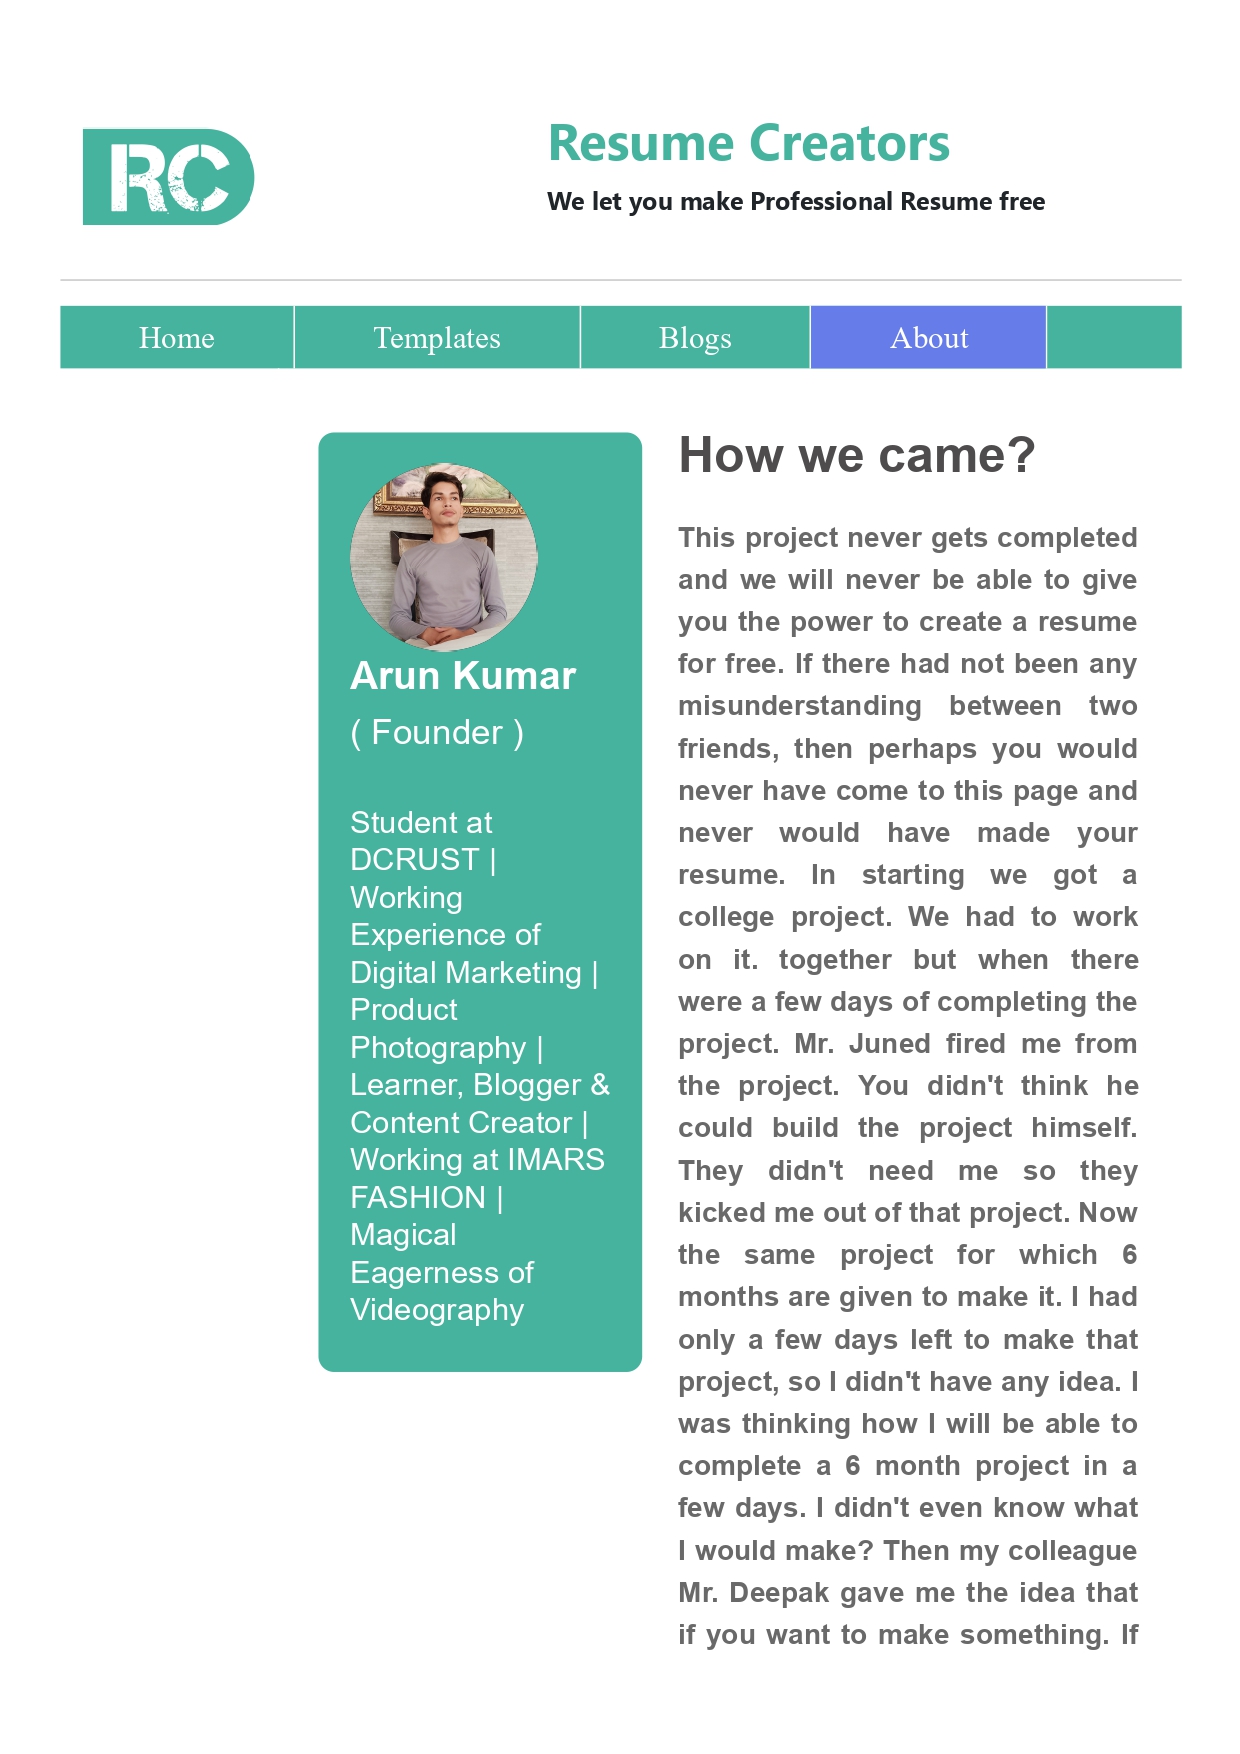 RC
Resume Creators
We let you make Professional Resume free
Home
Templates
Blogs
About
Arun Kumar
( Founder )
Student at
DCRUST |
Working
Experience of
Digital Marketing |
Product
Photography |
Learner, Blogger &
Content Creator |
Working at IMARS
FASHION |
Magical
Eagerness of
Videography
How we came?
This project never gets completed
and we will never be able to give
you the power to create a resume
for free. If there had not been any
misunderstanding between two
friends, then perhaps you would
never have come to this page and
never would have made your
resume. In starting we got a
college project. We had to work
on it. together but when there
were a few days of completing the
project. Mr. Juned fired me from
the project. You didn't think he
could build the project himself.
They didn't need me so they
kicked me out of that project. Now
the same project for which 6
months are given to make it. I had
only a few days left to make that
project, so I didn't have any idea. I
was thinking how I will be able to
complete a 6 month project in a
few days. I didn't even know what
I would make? Then my colleague
Mr. Deepak gave me the idea that
if you want to make something. If